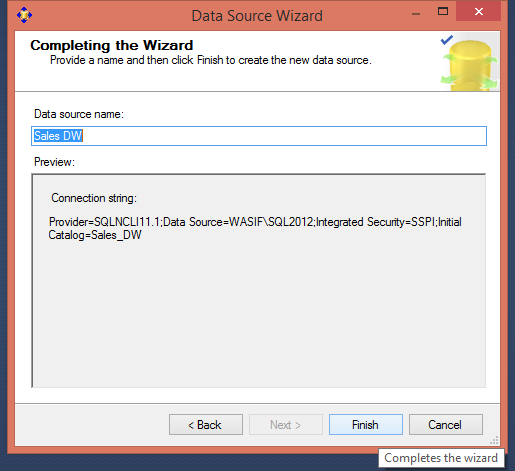 Data Source Wizard
Completing the Wizard
Provide a name and then click Finish to create the new data source.
Data source name:
Sales DW
Preview:
Connection string:
Provider=SQLNCLI11.1;Data Source=WASIF\SQL2012;Integrated Security=SSPI;Initial
Catalog=Sales_DW
< Back
Next >
Finish
Cancel
Completes the wizard